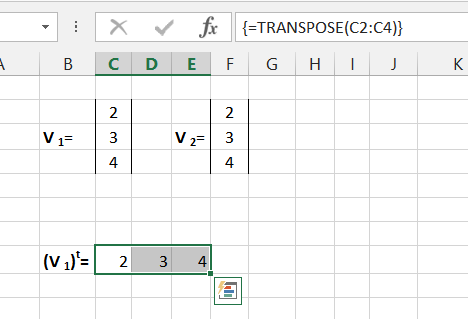 fx {=TRANSPOSE(C2:C4)}
A B C D E F G H I J K
2 2
V 1= 3 V 2= 3
4 4
(V 1)t= 2 3 4